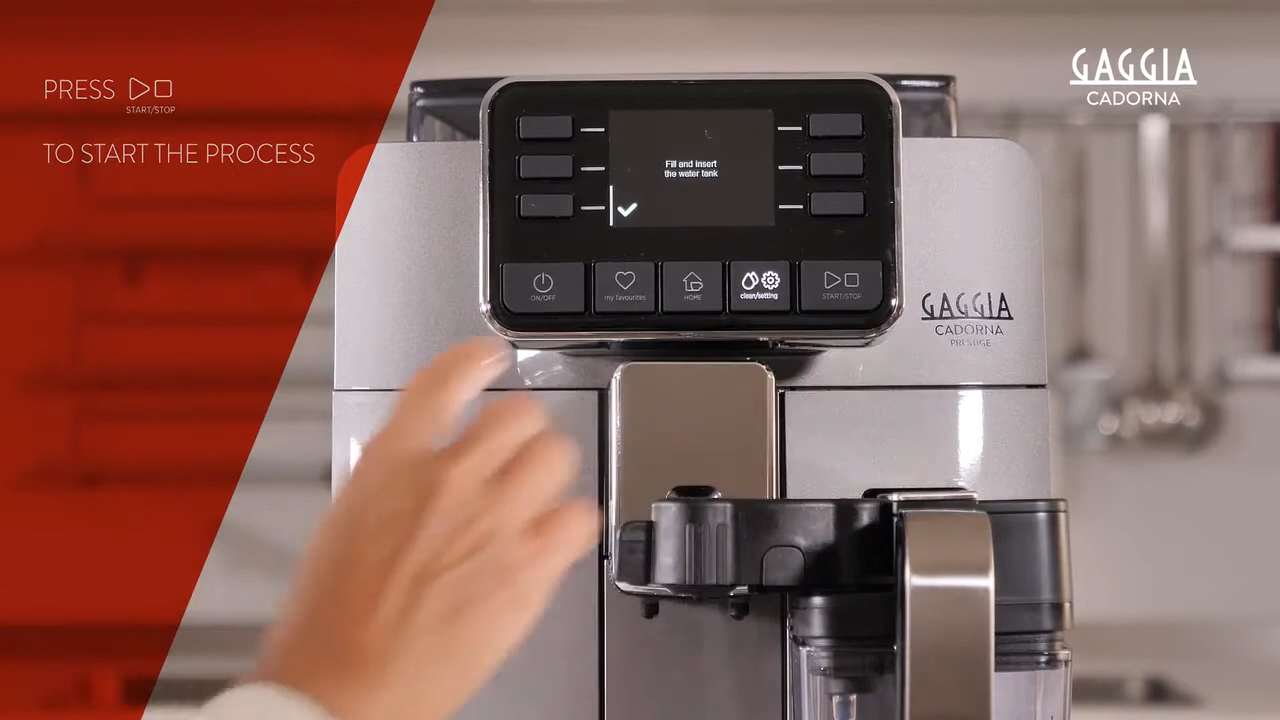 PRESS
START/STOP
TO START THE PROCESS
GAGGIA
CADORNA
Fill and insert
the water tank
ON/OFF
my favourites
HOME
clean/setting
START/STOP
GAGGIA
CADORNA
PRESTIGE